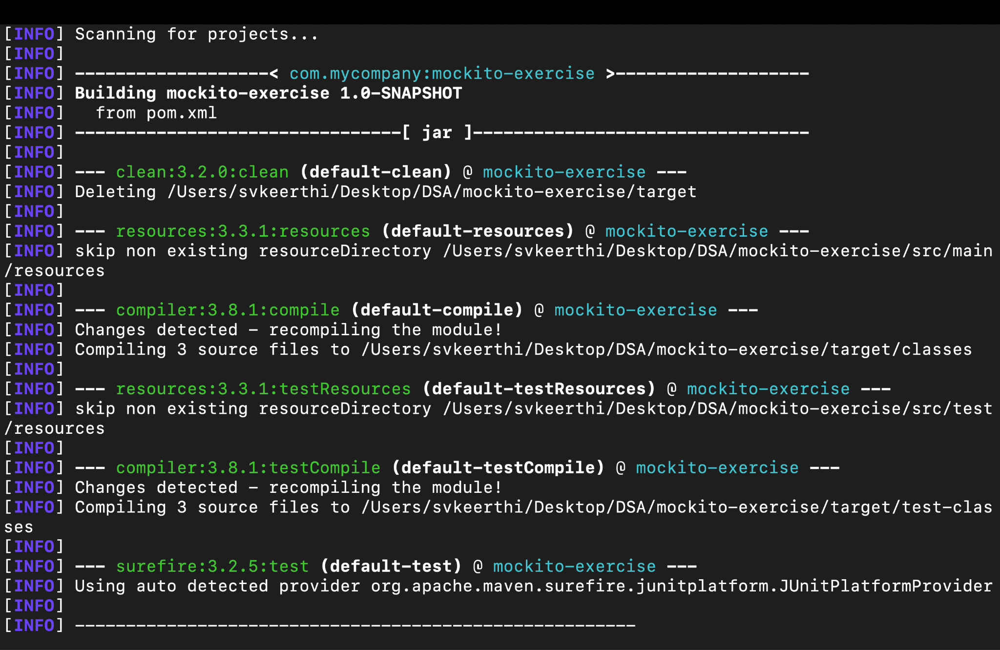 [INFO] Scanning for projects...
[INFO]
[INFO] -------------------< com.mycompany:mockito-exercise >-------------------
[INFO] Building mockito-exercise 1.0-SNAPSHOT
[INFO]   from pom.xml
[INFO] --------------------------------[ jar ]---------------------------------
[INFO]
[INFO] --- clean:3.2.0:clean (default-clean) @ mockito-exercise ---
[INFO] Deleting /Users/svkeerthi/Desktop/DSA/mockito-exercise/target
[INFO]
[INFO] --- resources:3.3.1:resources (default-resources) @ mockito-exercise ---
[INFO] skip non existing resourceDirectory /Users/svkeerthi/Desktop/DSA/mockito-exercise/src/main
/resources
[INFO]
[INFO] --- compiler:3.8.1:compile (default-compile) @ mockito-exercise ---
[INFO] Changes detected - recompiling the module!
[INFO] Compiling 3 source files to /Users/svkeerthi/Desktop/DSA/mockito-exercise/target/classes
[INFO]
[INFO] --- resources:3.3.1:testResources (default-testResources) @ mockito-exercise ---
[INFO] skip non existing resourceDirectory /Users/svkeerthi/Desktop/DSA/mockito-exercise/src/test
/resources
[INFO]
[INFO] --- compiler:3.8.1:testCompile (default-testCompile) @ mockito-exercise ---
[INFO] Changes detected - recompiling the module!
[INFO] Compiling 3 source files to /Users/svkeerthi/Desktop/DSA/mockito-exercise/target/test-clas
ses
[INFO]
[INFO] --- surefire:3.2.5:test (default-test) @ mockito-exercise ---
[INFO] Using auto detected provider org.apache.maven.surefire.junitplatform.JUnitPlatformProvider
[INFO]
[INFO] -------------------------------------------------------